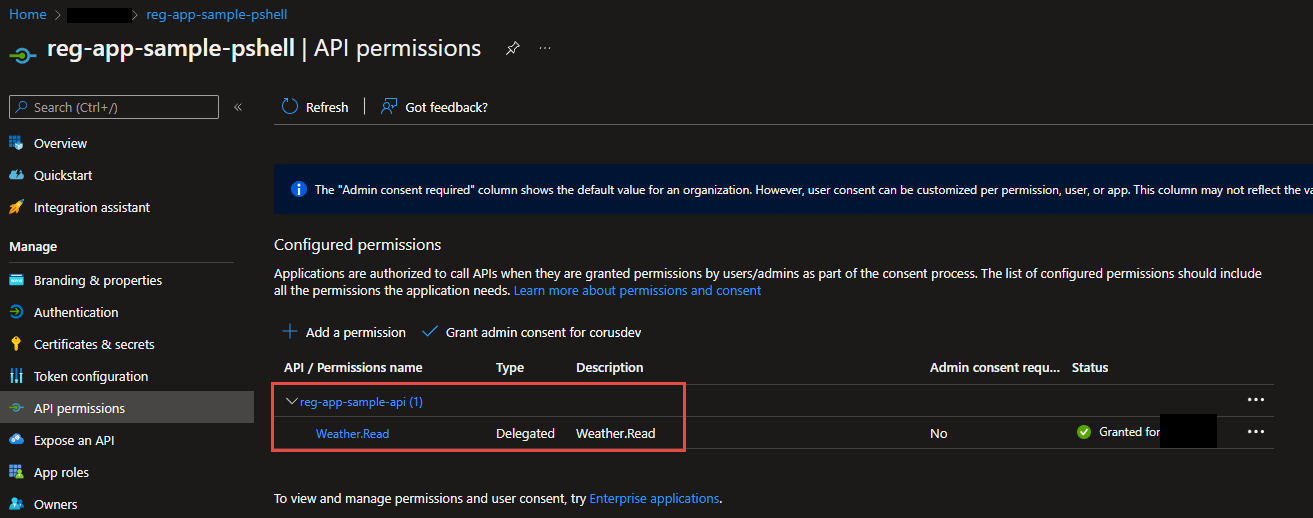 Home > > reg-app-sample-pshell
reg-app-sample-pshell | API permissions ...
Search (Ctrl+/) «
Refresh | Got feedback?
Overview
Quickstart
Integration assistant
Manage
Branding & properties
Authentication
Certificates & secrets
Token configuration
API permissions
Expose an API
App roles
Owners
The "Admin consent required" column shows the default value for an organization. However, user consent can be customized per permission, user, or app. This column may not reflect the va
Configured permissions
Applications are authorized to call APIs when they are granted permissions by users/admins as part of the consent process. The list of configured permissions should include
all the permissions the application needs. Learn more about permissions and consent
Add a permission Grant admin consent for corusdev
API / Permissions name Type Description Admin consent requ... Status
reg-app-sample-api (1) ...
Weather.Read Delegated Weather.Read No Granted for ...
To view and manage permissions and user consent, try Enterprise applications.